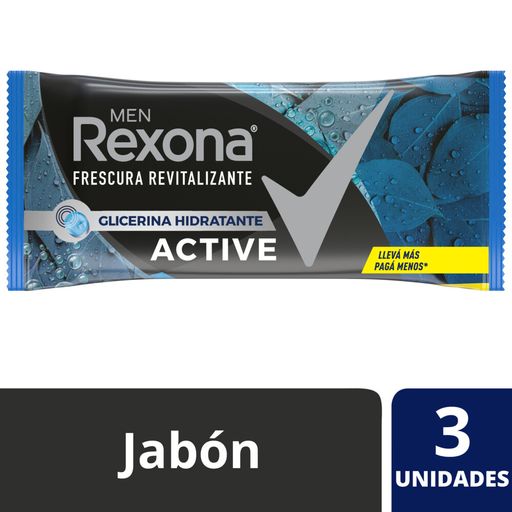 MEN
Rexona®
FRESCURA REVITALIZANTE
GLICERINA HIDRATANTE
ACTIVE
LLEVÁ MÁS
PAGÁ MENOS*
Jabón
3
UNIDADES